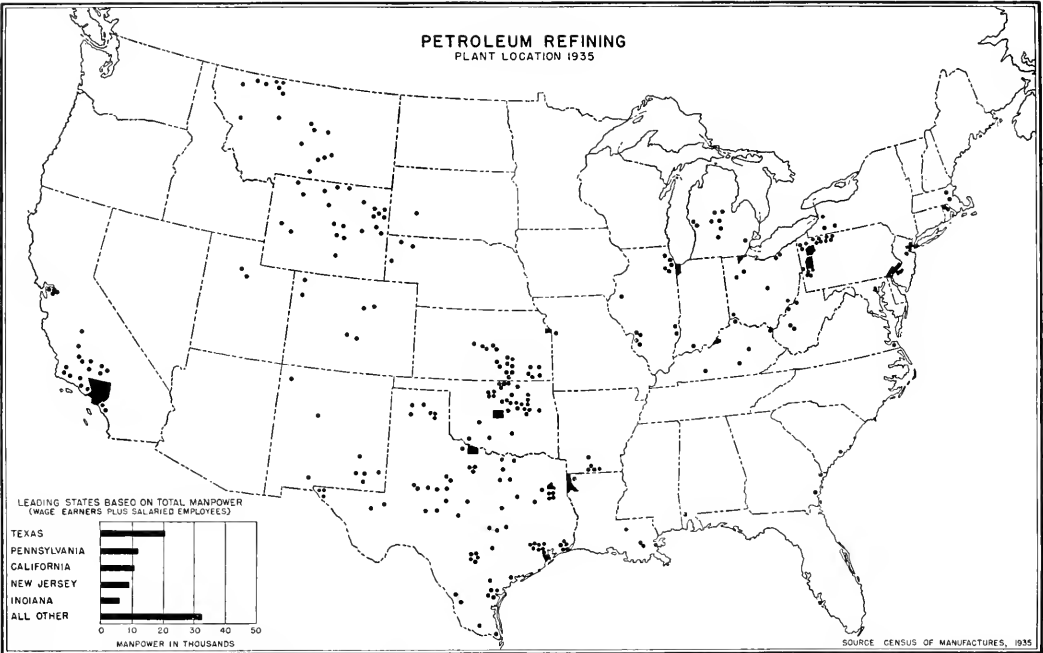 PETROLEUM REFINING
PLANT LOCATION 1935
LEADING STATES BASED ON TOTAL MANPOWER
(WAGE EARNERS PLUS SALARIED EMPLOYEES)
TEXAS
PENNSYLVANIA
CALIFORNIA
NEW JERSEY
INDIANA
ALL OTHER
0 10 20 30 40 50
MANPOWER IN THOUSANDS
SOURCE CENSUS OF MANUFACTURES, 1935